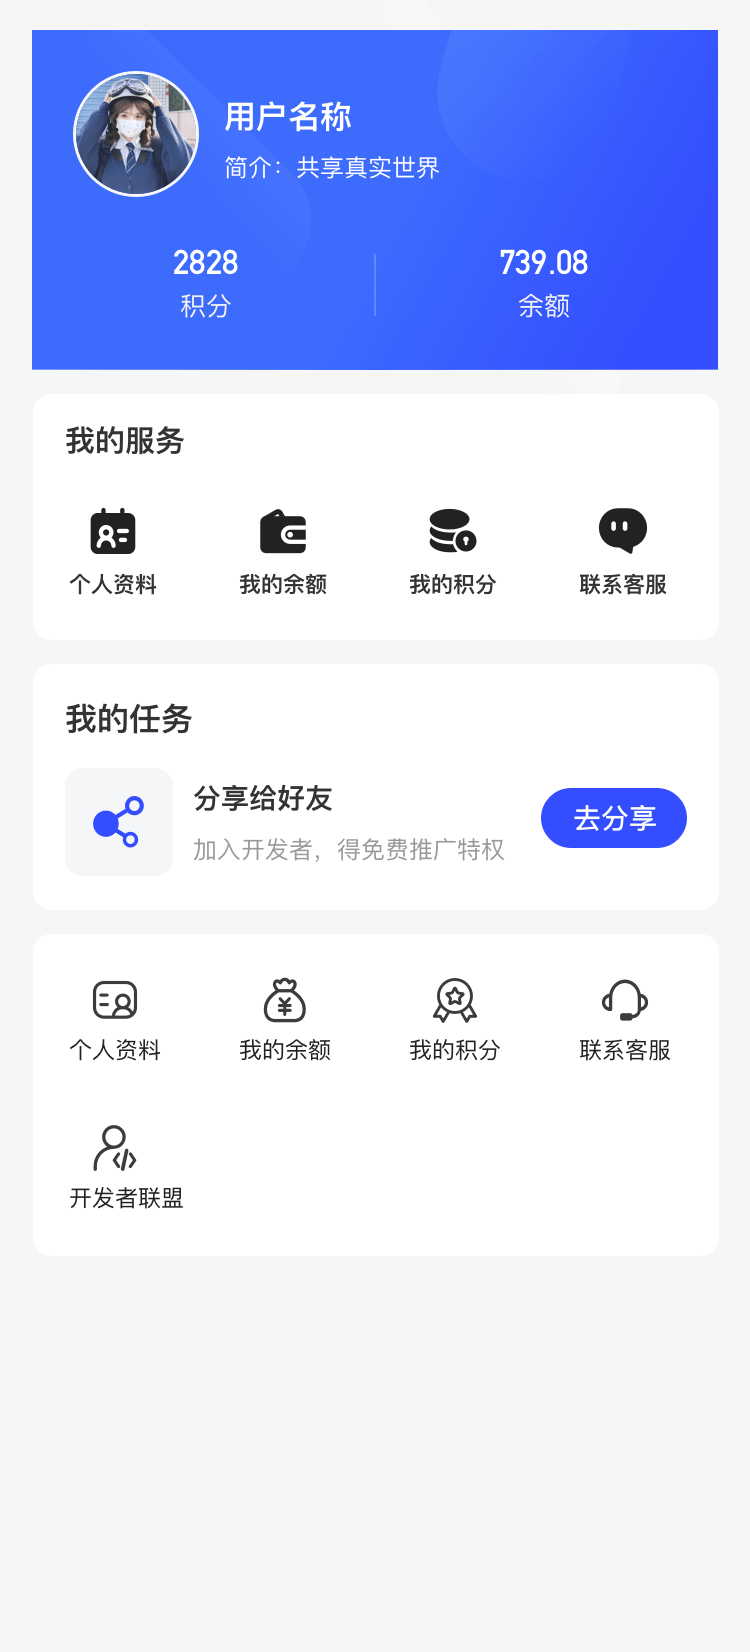 用户名称
简介：共享真实世界
2828
739.08
积分
余额
我的服务
个人资料
我的余额
我的积分
联系客服
我的任务
分享给好友
加入开发者，得免费推广特权
去分享
个人资料
我的余额
我的积分
联系客服
开发者联盟